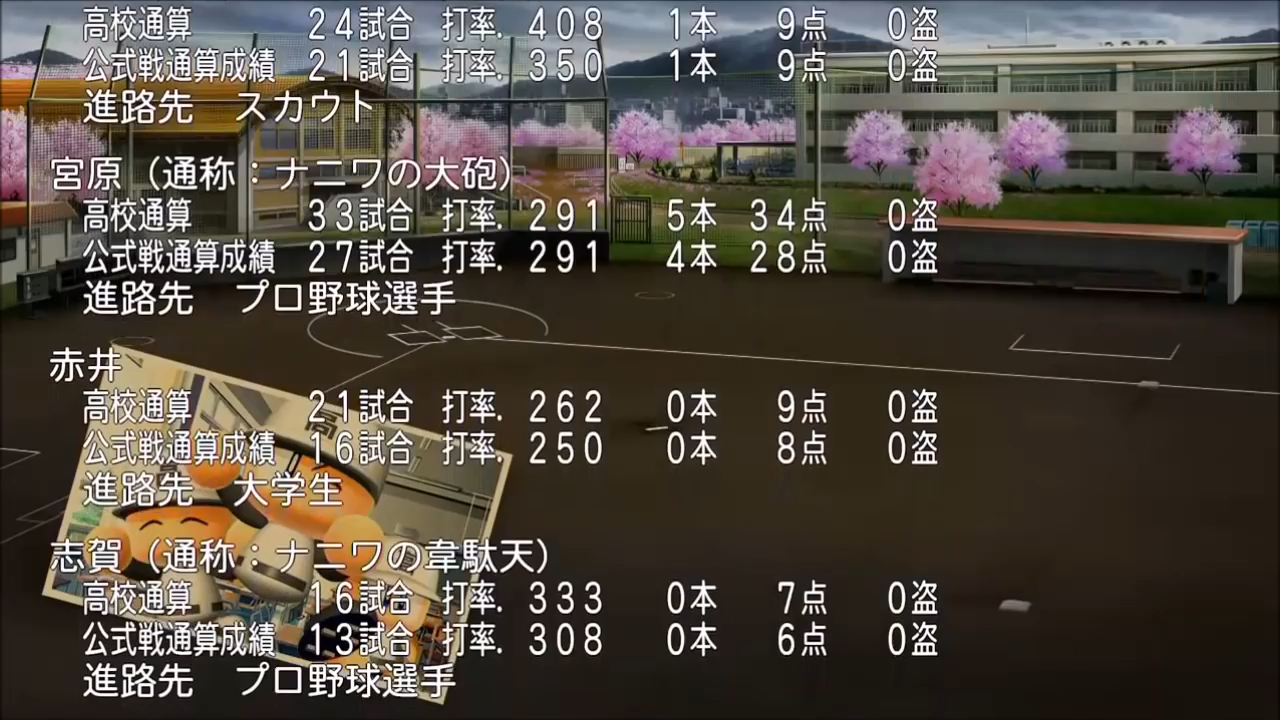 高校通算 24試合 打率.408 1本 9点 0盗
公式戦通算成績 21試合 打率.350 1本 9点 0盗
進路先 スカウト
宮原（通称：ナニワの大砲）
高校通算 33試合 打率.291 5本 34点 0盗
公式戦通算成績 27試合 打率.291 4本 28点 0盗
進路先 プロ野球選手
赤井
高校通算 21試合 打率.262 0本 9点 0盗
公式戦通算成績 16試合 打率.250 0本 8点 0盗
進路先 大学生
志賀（通称：ナニワの韋駄天）
高校通算 16試合 打率.333 0本 7点 0盗
公式戦通算成績 13試合 打率.308 0本 6点 0盗
進路先 プロ野球選手